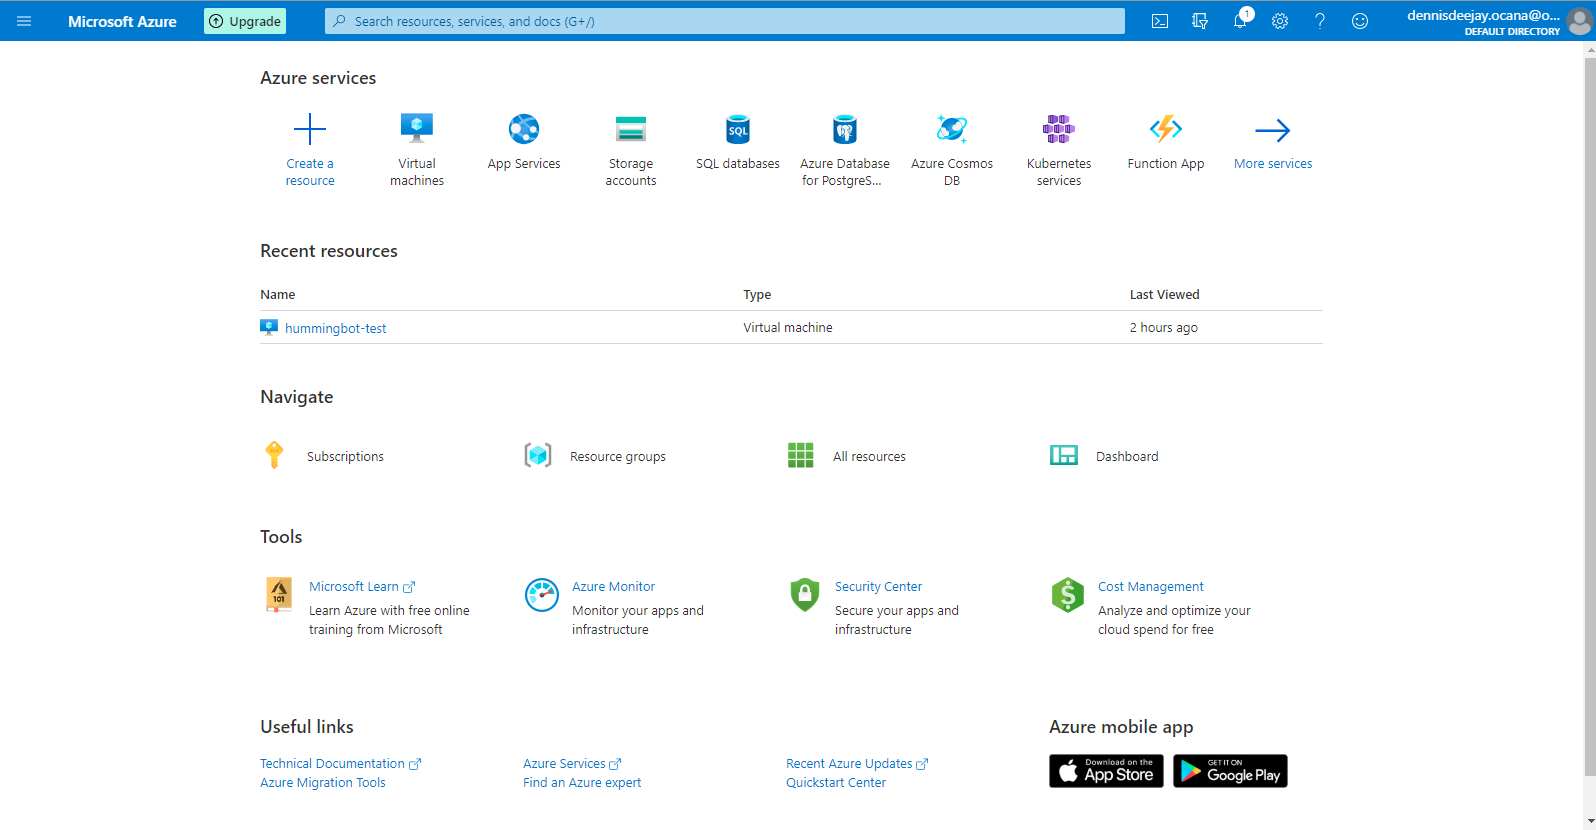 Microsoft Azure
Upgrade
Search resources, services, and docs (G+/)
1
dennisdeejay.ocana@o...
DEFAULT DIRECTORY
Azure services
Create a
resource
Virtual
machines
App Services
Storage
accounts
SQL
SQL databases
Azure Database
for PostgreS...
Azure Cosmos
DB
Kubernetes
services
Function App
More services
Recent resources
Name Type Last Viewed
hummingbot-test Virtual machine 2 hours ago
Navigate
Subscriptions Resource groups All resources Dashboard
Tools
101
Microsoft Learn
Learn Azure with free online
training from Microsoft
Azure Monitor
Monitor your apps and
infrastructure
Security Center
Secure your apps and
infrastructure
$
Cost Management
Analyze and optimize your
cloud spend for free
Useful links
Technical Documentation
Azure Migration Tools
Azure Services
Find an Azure expert
Recent Azure Updates
Quickstart Center
Azure mobile app
Download on the
App Store
GET IT ON
Google Play